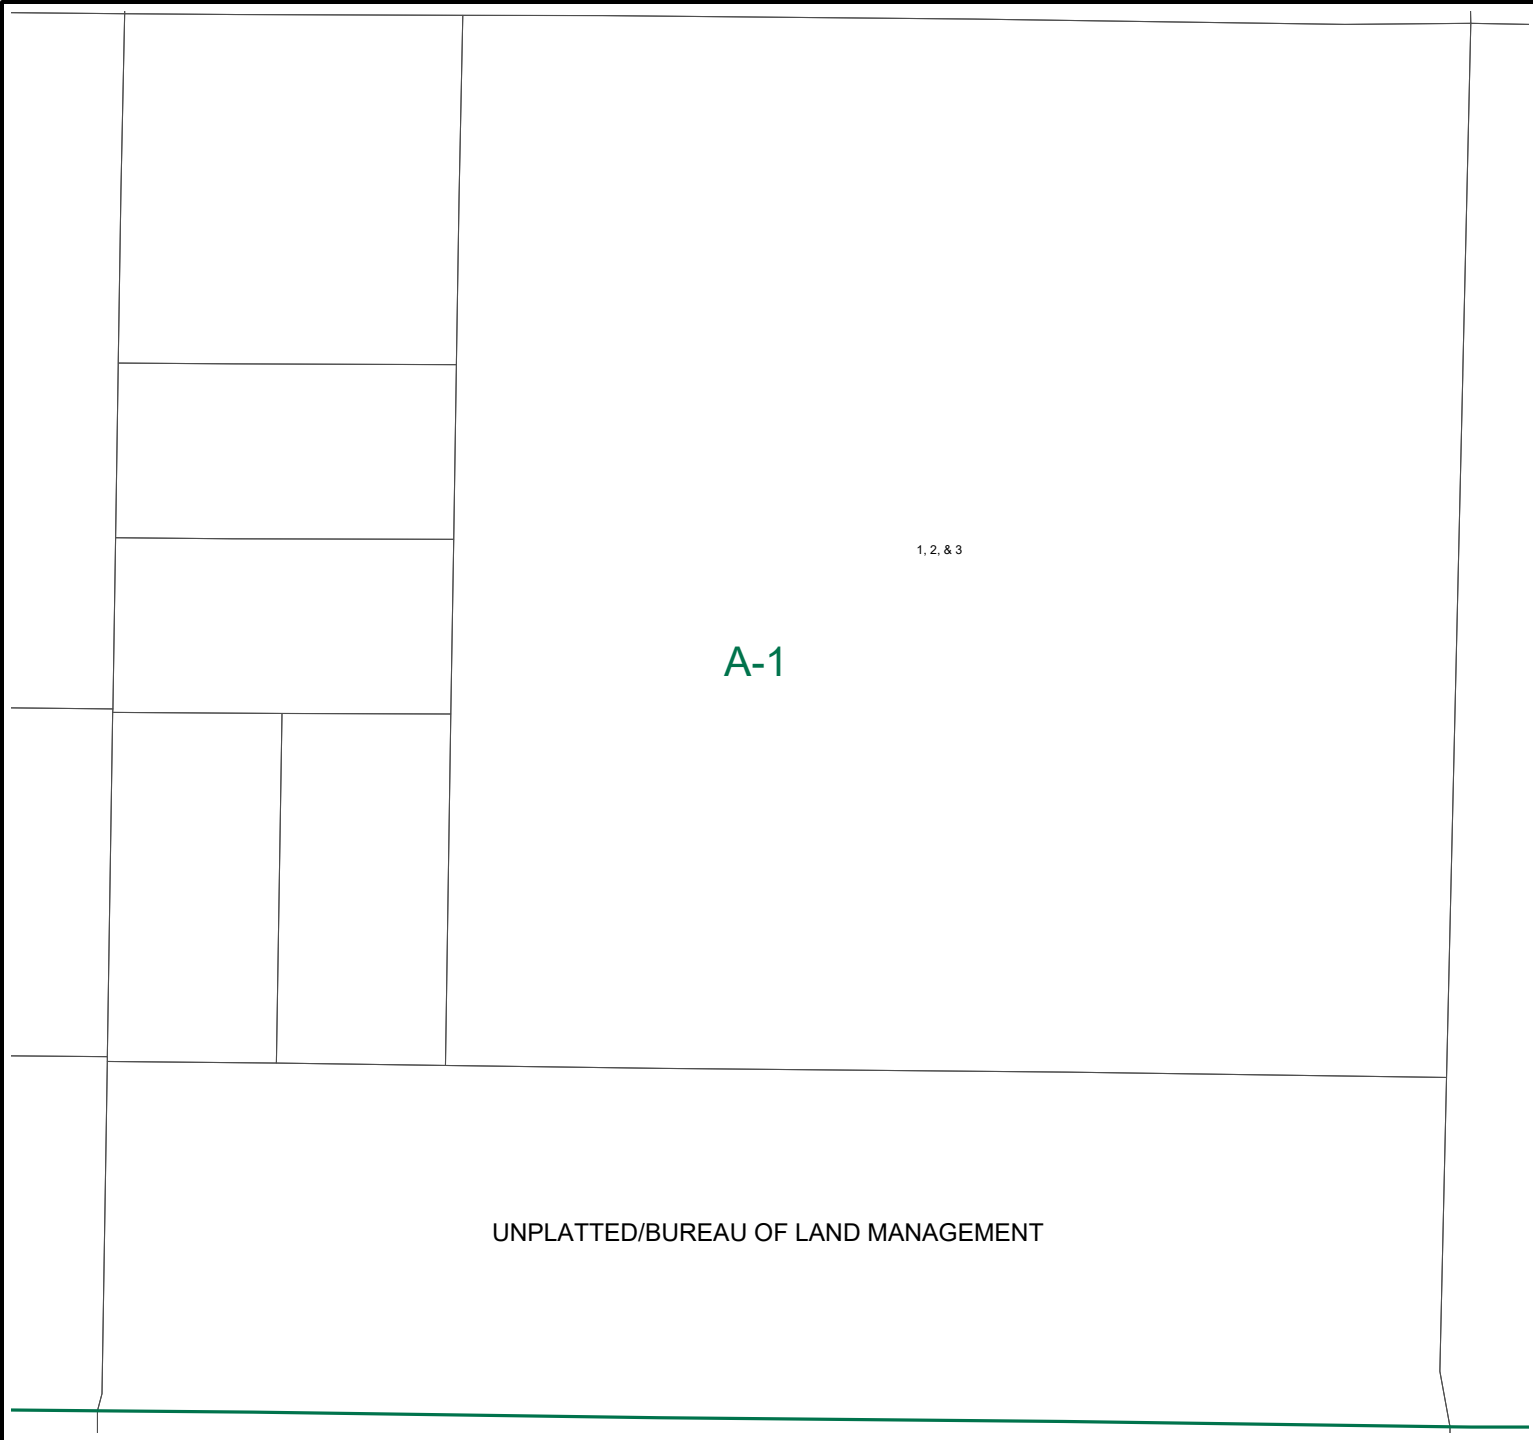 1, 2, & 3
A-1
UNPLATTED/BUREAU OF LAND MANAGEMENT